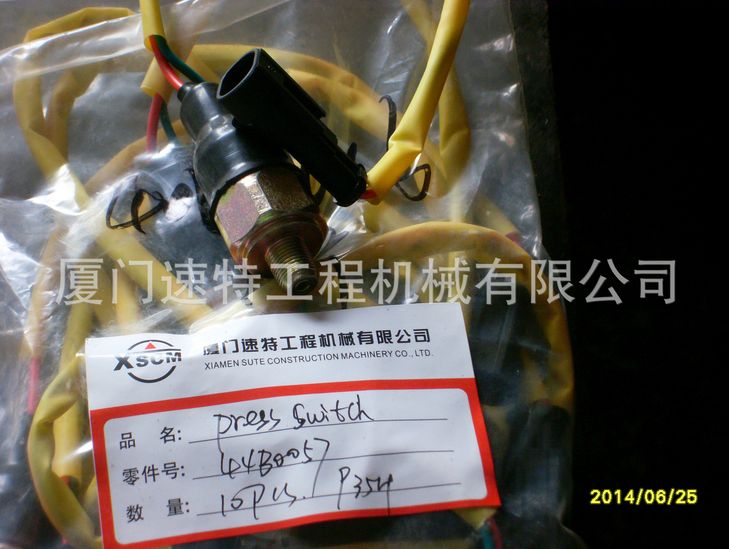 厦门速特工程机械有限公司
XSCM
厦门速特工程机械有限公司
XIAMEN SUTE CONSTRUCTION MACHINERY CO., LTD.
品 名: press switch
零件号: 44B0057
数 量: 10pcs. P354
2014/06/25